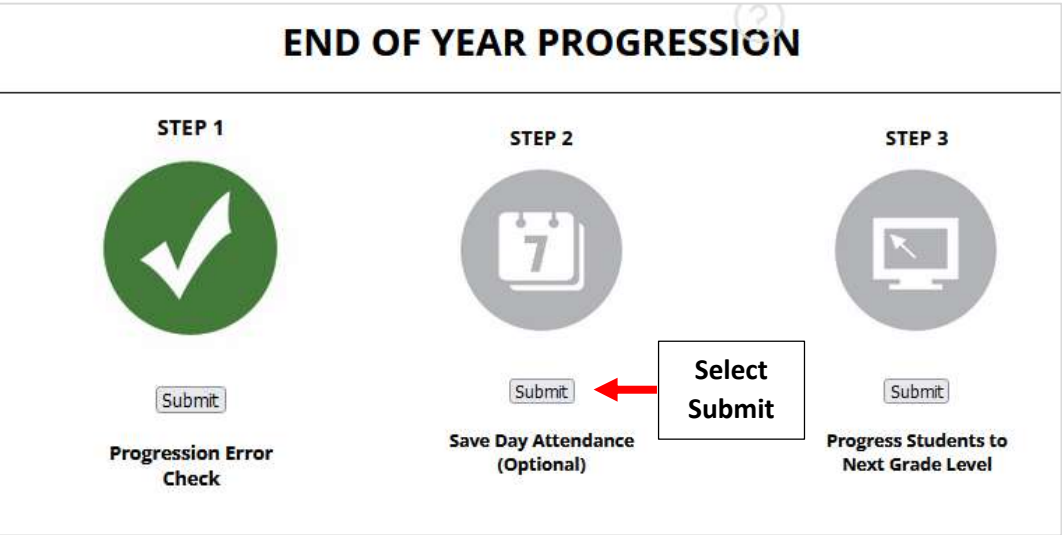 ?
END OF YEAR PROGRESSION
STEP 1
Submit
Progression Error
Check
STEP 2
7
Submit
Save Day Attendance
(Optional)
Select
Submit
STEP 3
Submit
Progress Students to
Next Grade Level